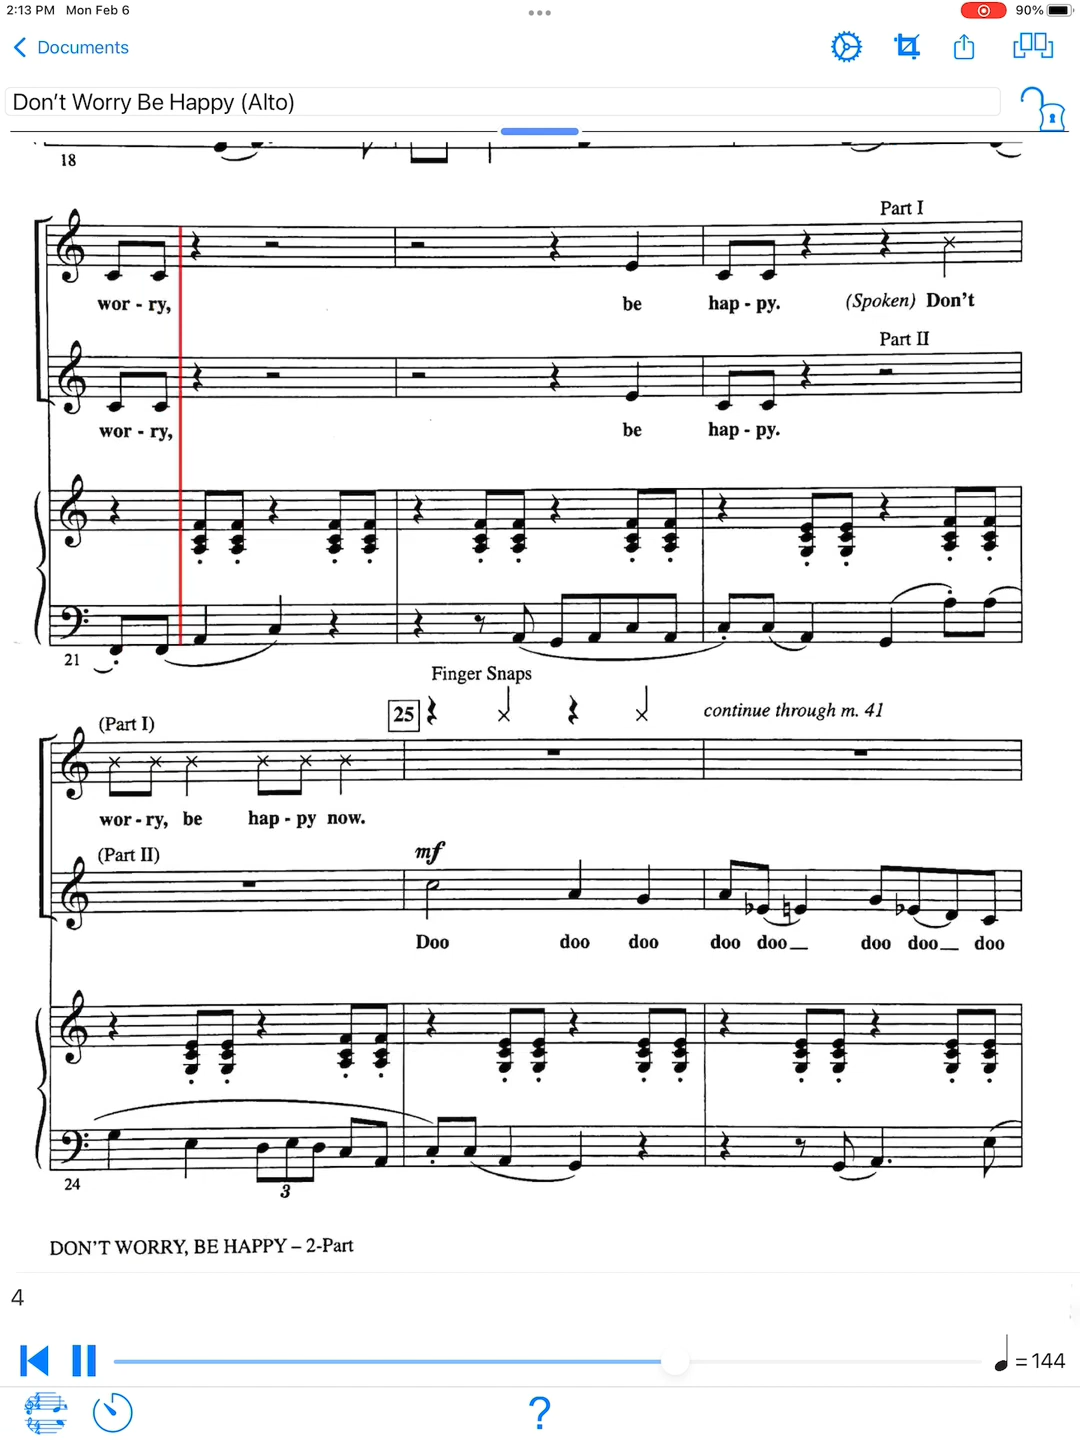 2:13 PM Mon Feb 6
90%
Documents
Don't Worry Be Happy (Alto)
18
Part I
wor - ry, be hap - py. (Spoken) Don't
Part II
wor - ry, be hap - py.
21
Finger Snaps
(Part I) 25 continue through m. 41
wor - ry, be hap - py now.
(Part II) mf
Doo doo doo doo doo doo doo doo
3
24
DON'T WORRY, BE HAPPY – 2-Part
4
= 144
?